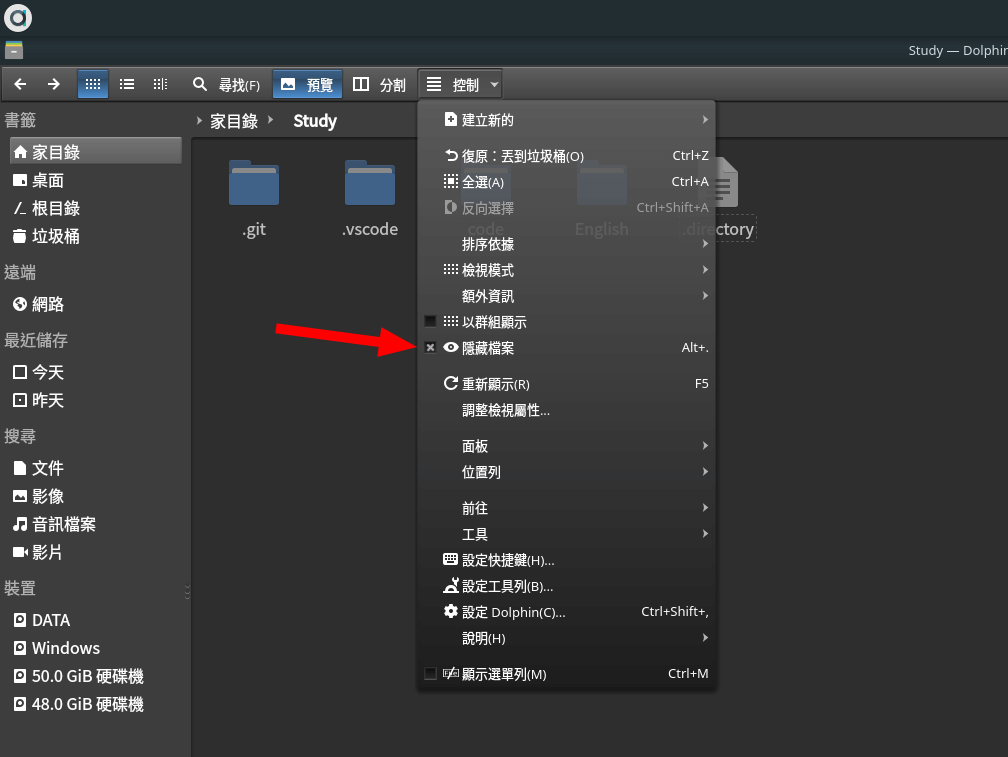 Study — Dolphin
尋找(F)
預覽
分割
控制
書籤
家目錄
桌面
根目錄
垃圾桶
遠端
網路
最近儲存
今天
昨天
搜尋
文件
影像
音訊檔案
影片
裝置
DATA
Windows
50.0 GiB 硬碟機
48.0 GiB 硬碟機
家目錄 Study
.git
.vscode
code
English
.directory
建立新的
復原：丟到垃圾桶(O) Ctrl+Z
全選(A) Ctrl+A
反向選擇 Ctrl+Shift+A
排序依據
檢視模式
額外資訊
以群組顯示
隱藏檔案 Alt+.
重新顯示(R) F5
調整檢視屬性...
面板
位置列
前往
工具
設定快捷鍵(H)...
設定工具列(B)...
設定 Dolphin(C)... Ctrl+Shift+,
說明(H)
顯示選單列(M) Ctrl+M